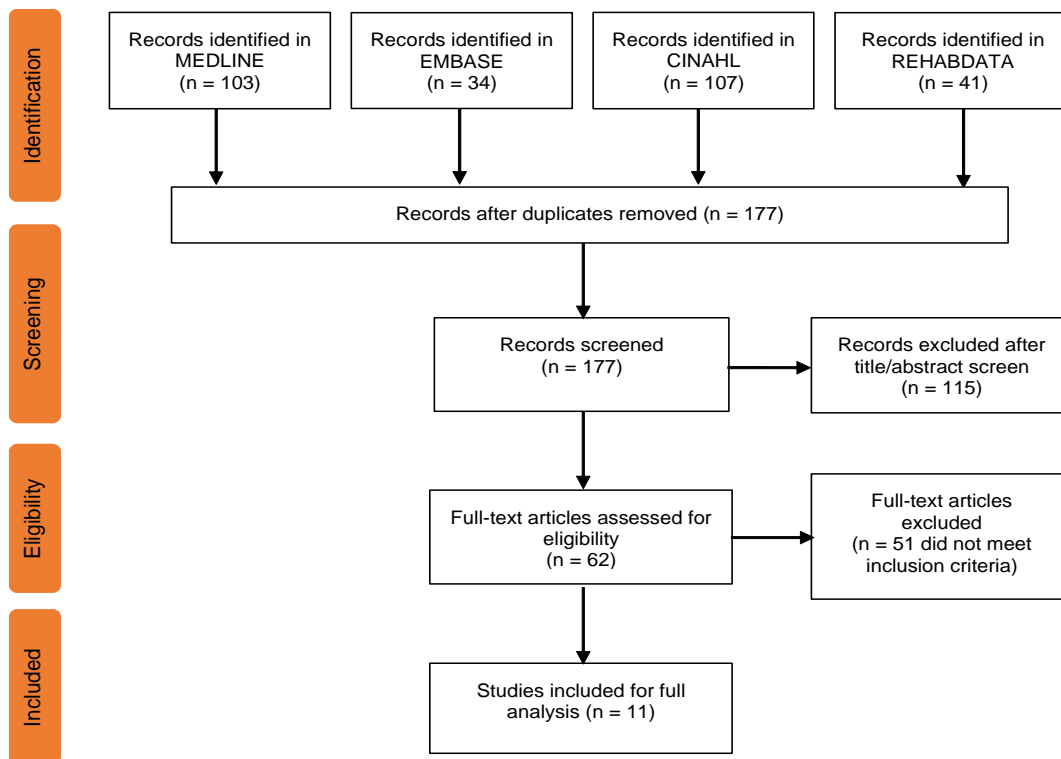 Identification
Records identified in
MEDLINE
(n = 103)
Records identified in
EMBASE
(n = 34)
Records identified in
CINAHL
(n = 107)
Records identified in
REHABDATA
(n = 41)
Records after duplicates removed (n = 177)
Screening
Records screened
(n = 177)
Records excluded after
title/abstract screen
(n = 115)
Eligibility
Full-text articles assessed for
eligibility
(n = 62)
Full-text articles
excluded
(n = 51 did not meet
inclusion criteria)
Included
Studies included for full
analysis (n = 11)